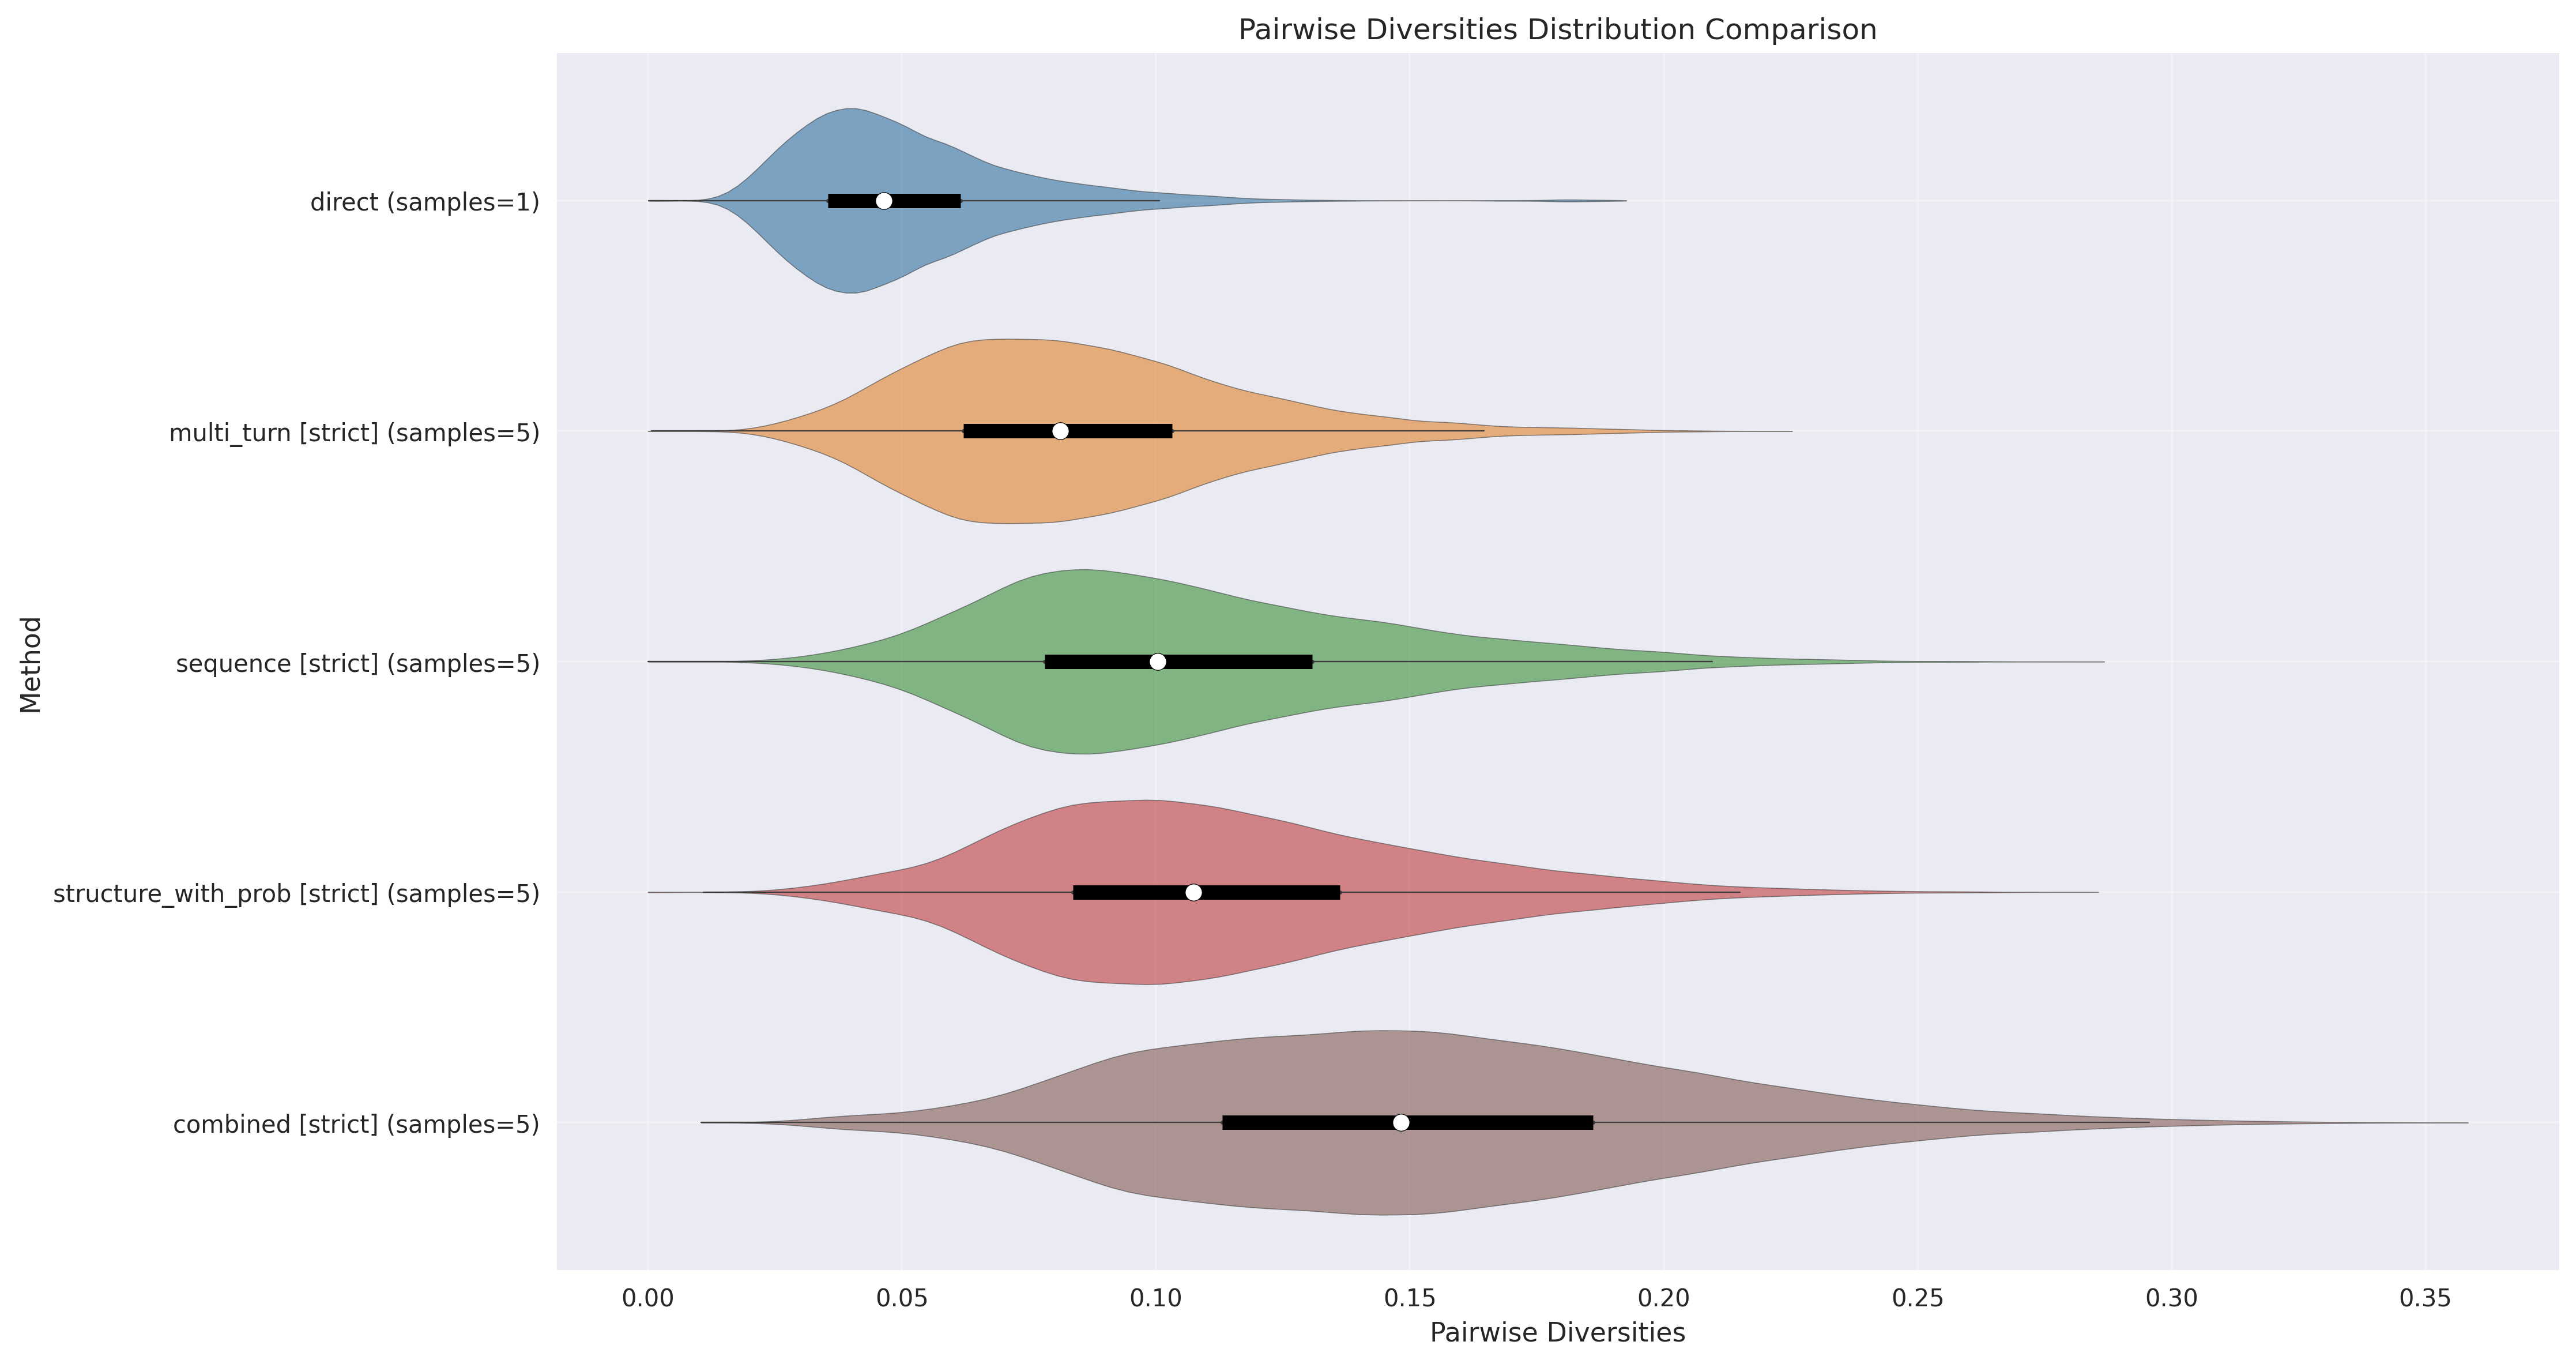 Pairwise Diversities Distribution Comparison
Method
direct (samples=1)
multi_turn [strict] (samples=5)
sequence [strict] (samples=5)
structure_with_prob [strict] (samples=5)
combined [strict] (samples=5)
0.00 0.05 0.10 0.15 0.20 0.25 0.30 0.35
Pairwise Diversities